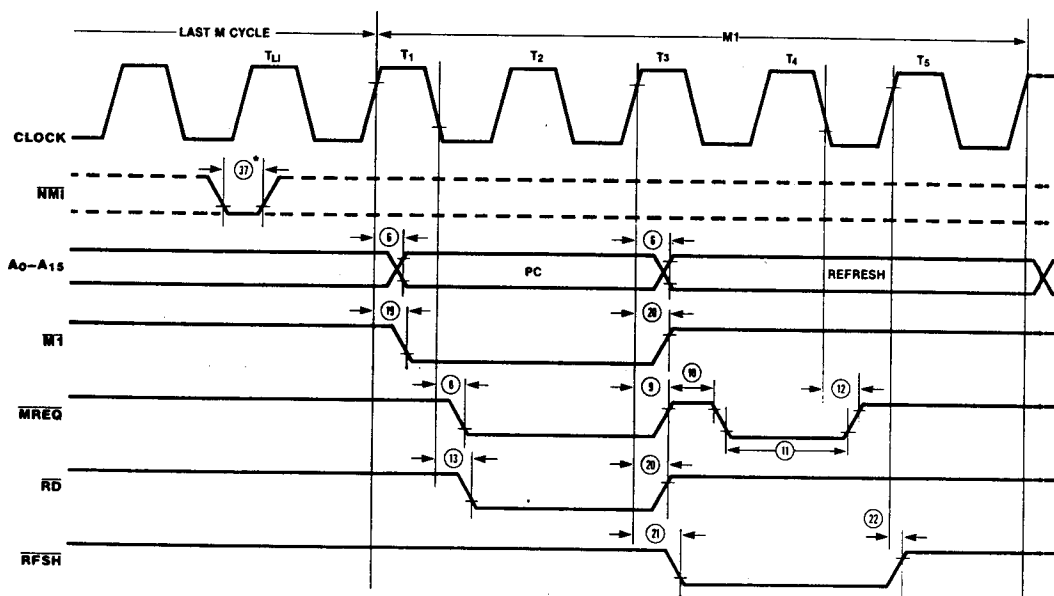 LAST M CYCLE M1
TLI T1 T2 T3 T4 T5
CLOCK
37*
NMI
6 6
A0–A15 PC REFRESH
19 20
M1
8 9 10 12
MREQ
11
13 20
RD
21 22
RFSH